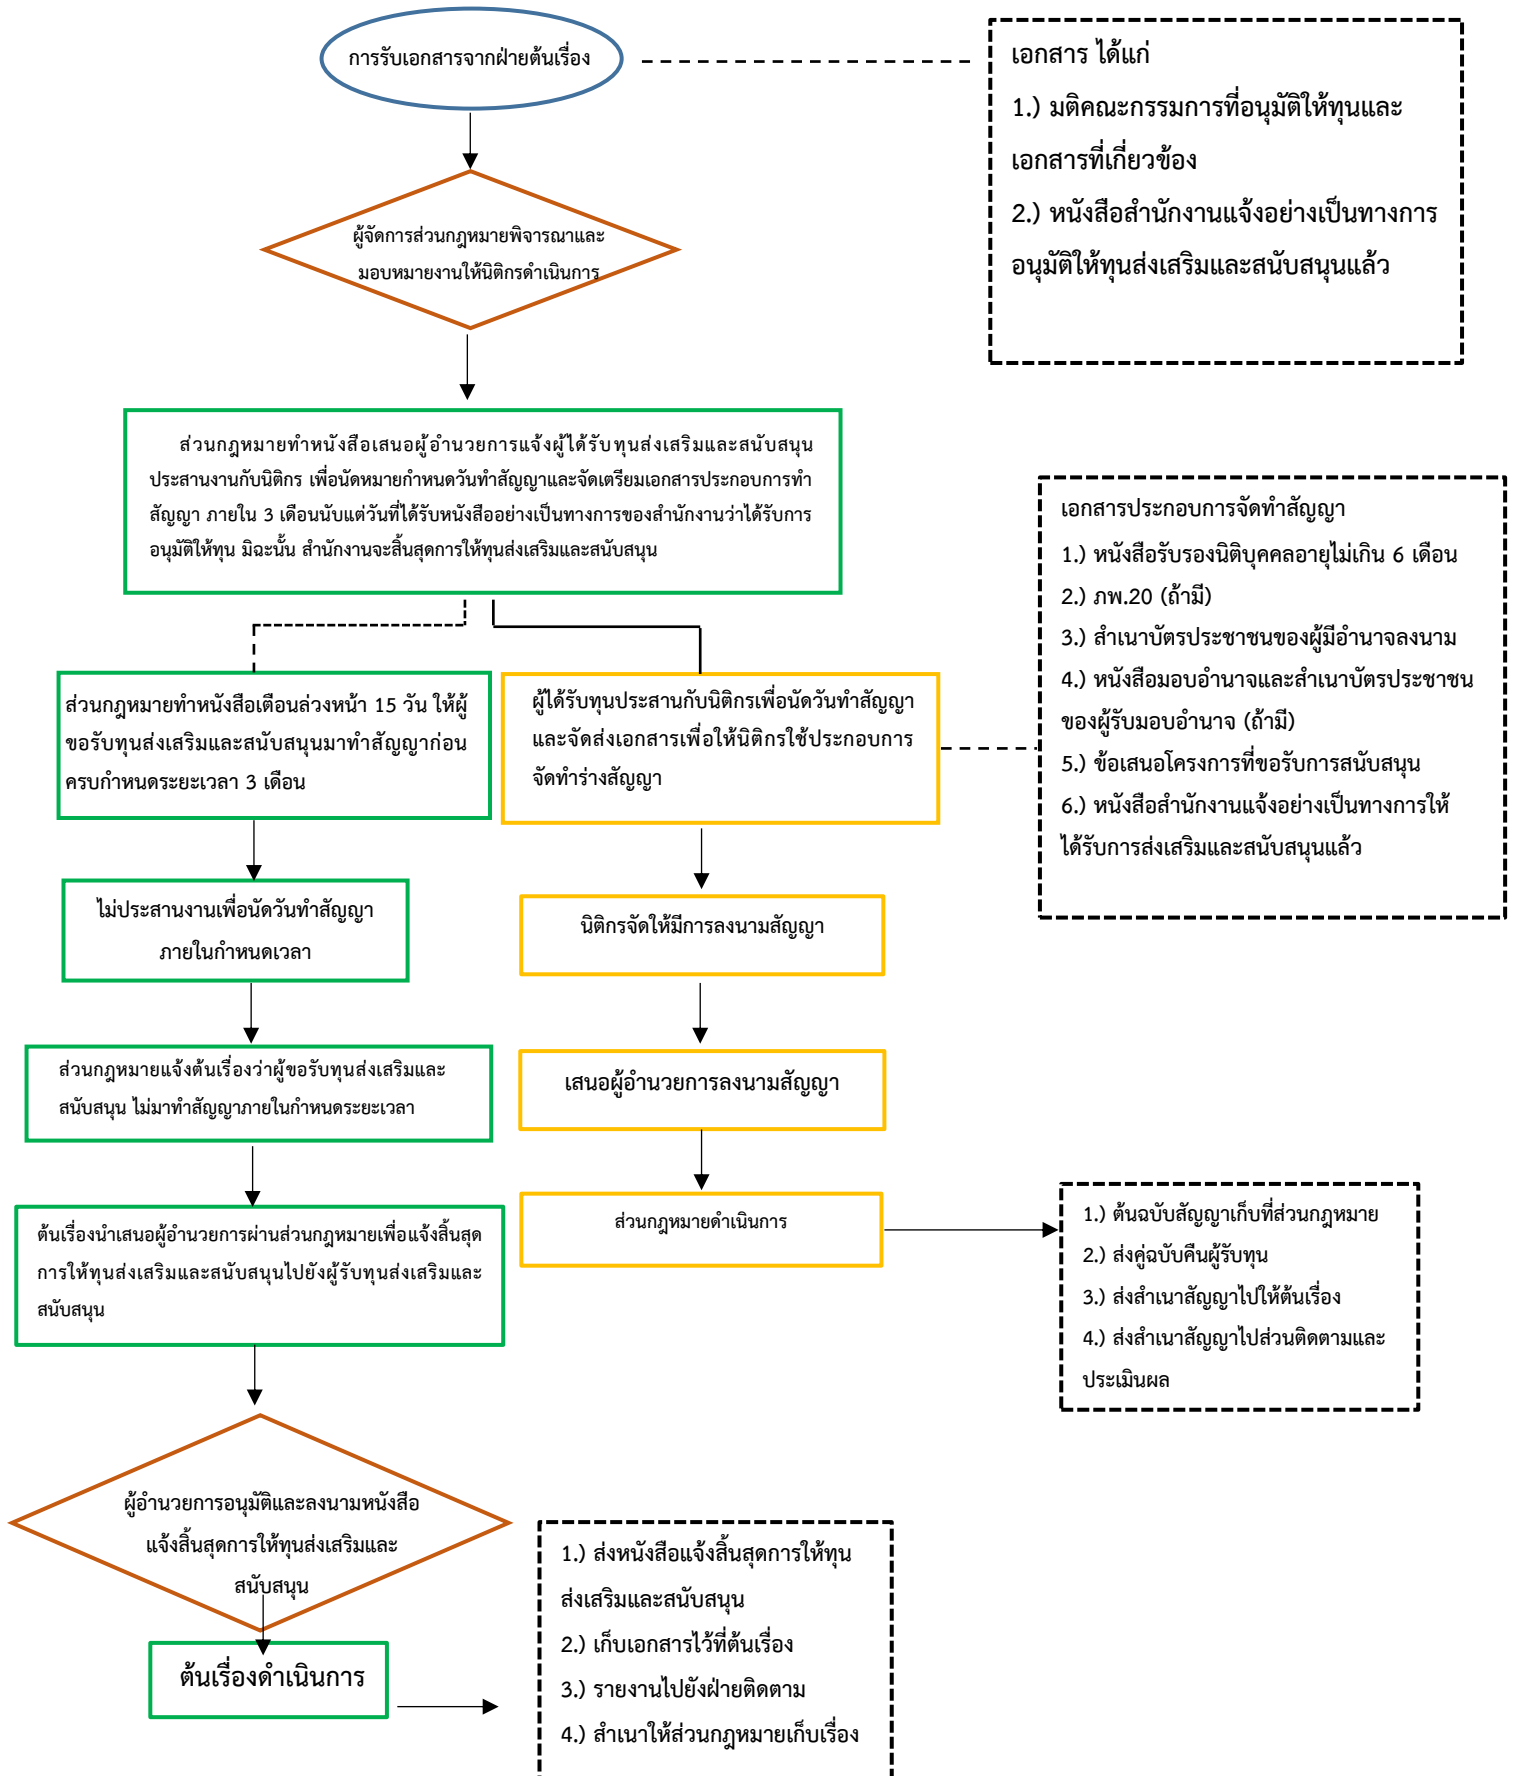 การรับเอกสารจากฝ่ายต้นเรื่อง
เอกสาร ได้แก่
1.) มติคณะกรรมการที่อนุมัติให้ทุนและ
เอกสารที่เกี่ยวข้อง
2.) หนังสือสำนักงานแจ้งอย่างเป็นทางการ
อนุมัติให้ทุนส่งเสริมและสนับสนุนแล้ว
ผู้จัดการส่วนกฎหมายพิจารณาและ
มอบหมายงานให้นิติกรดำเนินการ
ส่วนกฎหมายทำหนังสือเสนอผู้อำนวยการแจ้งผู้ได้รับทุนส่งเสริมและสนับสนุน
ประสานงานกับนิติกร เพื่อนัดหมายกำหนดวันทำสัญญาและจัดเตรียมเอกสารประกอบการทำ
สัญญา ภายใน 3 เดือนนับแต่วันที่ได้รับหนังสืออย่างเป็นทางการของสำนักงานว่าได้รับการ
อนุมัติให้ทุน มิฉะนั้น สำนักงานจะสิ้นสุดการให้ทุนส่งเสริมและสนับสนุน
เอกสารประกอบการจัดทำสัญญา
1.) หนังสือรับรองนิติบุคคลอายุไม่เกิน 6 เดือน
2.) ภพ.20 (ถ้ามี)
3.) สำเนาบัตรประชาชนของผู้มีอำนาจลงนาม
4.) หนังสือมอบอำนาจและสำเนาบัตรประชาชน
ของผู้รับมอบอำนาจ (ถ้ามี)
5.) ข้อเสนอโครงการที่ขอรับการสนับสนุน
6.) หนังสือสำนักงานแจ้งอย่างเป็นทางการให้
ได้รับการส่งเสริมและสนับสนุนแล้ว
ส่วนกฎหมายทำหนังสือเตือนล่วงหน้า 15 วัน ให้ผู้
ขอรับทุนส่งเสริมและสนับสนุนมาทำสัญญาก่อน
ครบกำหนดระยะเวลา 3 เดือน
ผู้ได้รับทุนประสานกับนิติกรเพื่อนัดวันทำสัญญา
และจัดส่งเอกสารเพื่อให้นิติกรใช้ประกอบการ
จัดทำร่างสัญญา
ไม่ประสานงานเพื่อนัดวันทำสัญญา
ภายในกำหนดเวลา
นิติกรจัดให้มีการลงนามสัญญา
ส่วนกฎหมายแจ้งต้นเรื่องว่าผู้ขอรับทุนส่งเสริมและ
สนับสนุน ไม่มาทำสัญญาภายในกำหนดระยะเวลา
เสนอผู้อำนวยการลงนามสัญญา
ต้นเรื่องนำเสนอผู้อำนวยการผ่านส่วนกฎหมายเพื่อแจ้งสิ้นสุด
การให้ทุนส่งเสริมและสนับสนุนไปยังผู้รับทุนส่งเสริมและ
สนับสนุน
ส่วนกฎหมายดำเนินการ
1.) ต้นฉบับสัญญาเก็บที่ส่วนกฎหมาย
2.) ส่งคู่ฉบับคืนผู้รับทุน
3.) ส่งสำเนาสัญญาไปให้ต้นเรื่อง
4.) ส่งสำเนาสัญญาไปส่วนติดตามและ
ประเมินผล
ผู้อำนวยการอนุมัติและลงนามหนังสือ
แจ้งสิ้นสุดการให้ทุนส่งเสริมและ
สนับสนุน
ต้นเรื่องดำเนินการ
1.) ส่งหนังสือแจ้งสิ้นสุดการให้ทุน
ส่งเสริมและสนับสนุน
2.) เก็บเอกสารไว้ที่ต้นเรื่อง
3.) รายงานไปยังฝ่ายติดตาม
4.) สำเนาให้ส่วนกฎหมายเก็บเรื่อง